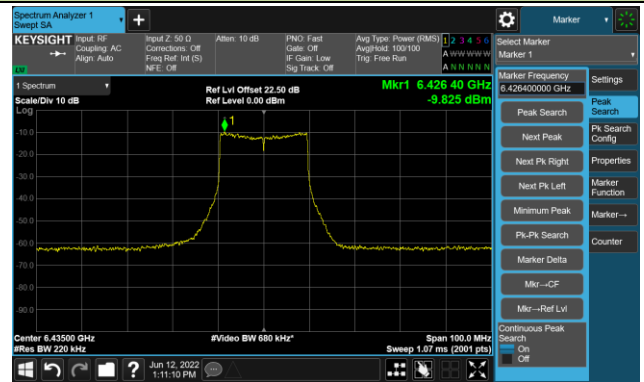 Spectrum Analyzer 1
Swept SA
Marker
KEYSIGHT
Input: RF
Coupling: AC
Align: Auto
Input Z: 50 Ω
Corrections: Off
Freq Ref: Int (S)
NFE: Off
Atten: 10 dB
PNO: Fast
Gate: Off
IF Gain: Low
Sig Track: Off
Avg Type: Power (RMS)
Avg|Hold: 100/100
Trig: Free Run
1 2 3 4 5 6
A W W W W W
A N N N N N
LW
1 Spectrum
Scale/Div 10 dB
Ref Lvl Offset 22.50 dB
Ref Level 0.00 dBm
Mkr1 6.426 40 GHz
-9.825 dBm
Log
1
-10.0
-20.0
-30.0
-40.0
-50.0
-60.0
-70.0
-80.0
-90.0
Center 6.43500 GHz
#Res BW 220 kHz
#Video BW 680 kHz*
Span 100.0 MHz
Sweep 1.07 ms (2001 pts)
Select Marker
Marker 1
Marker Frequency
6.426400000 GHz
Peak Search
Next Peak
Next Pk Right
Next Pk Left
Minimum Peak
Pk-Pk Search
Marker Delta
Mkr→CF
Mkr→Ref Lvl
Continuous Peak
Search
On
Off
Settings
Peak
Search
Pk Search
Config
Properties
Marker
Function
Marker→
Counter
?
Jun 12, 2022
1:11:10 PM